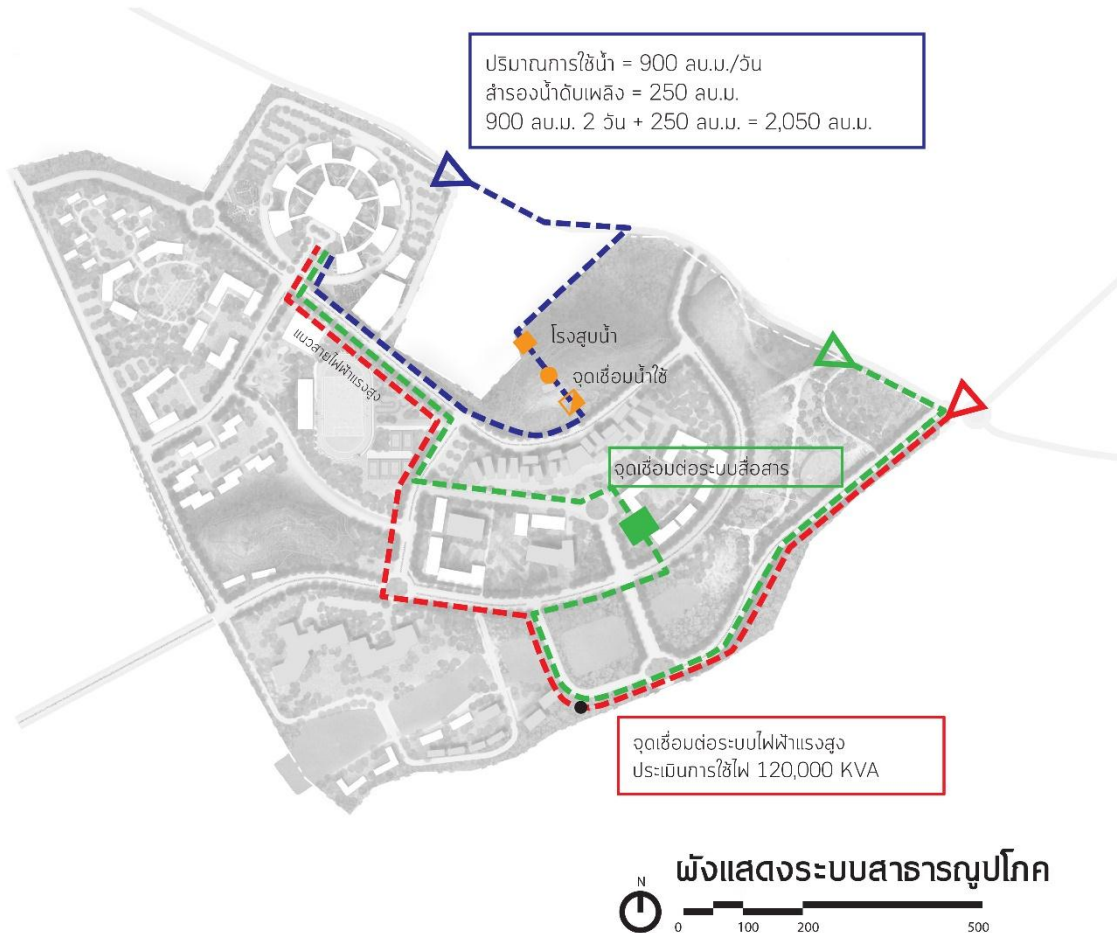 ปริมาณการใช้น้ำ = 900 ลบ.ม./วัน
สำรองน้ำดับเพลิง = 250 ลบ.ม.
900 ลบ.ม. 2 วัน + 250 ลบ.ม. = 2,050 ลบ.ม.
โรงสูบน้ำ
จุดเชื่อมน้ำใช้
แนวสายไฟฟ้าแรงสูง
จุดเชื่อมต่อระบบสื่อสาร
จุดเชื่อมต่อระบบไฟฟ้าแรงสูง
ประเมินการใช้ไฟ 120,000 KVA
ผังแสดงระบบสาธารณูปโภค
N
0 100 200 500